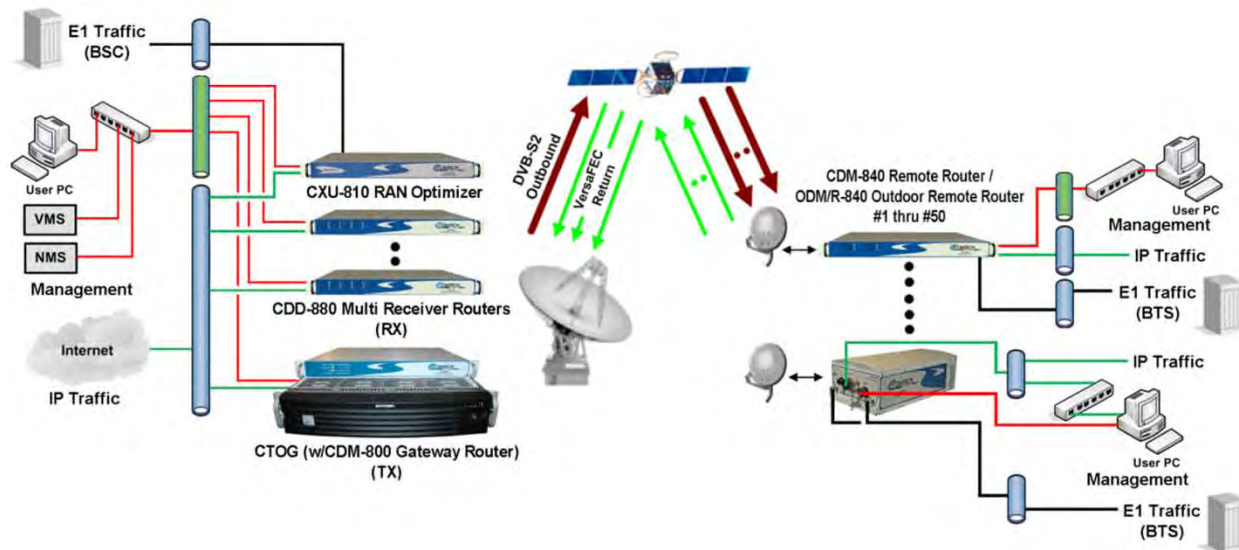 E1 Traffic
(BSC)
User PC
VMS
NMS
Management
Internet
IP Traffic
CXU-810 RAN Optimizer
CDD-880 Multi Receiver Routers
(RX)
CTOG (w/CDM-800 Gateway Router)
(TX)
DVB-S2
Outbound
VersaFEC
Return
CDM-840 Remote Router /
ODM/R-840 Outdoor Remote Router
#1 thru #50
User PC
Management
IP Traffic
E1 Traffic
(BTS)
IP Traffic
User PC
Management
E1 Traffic
(BTS)